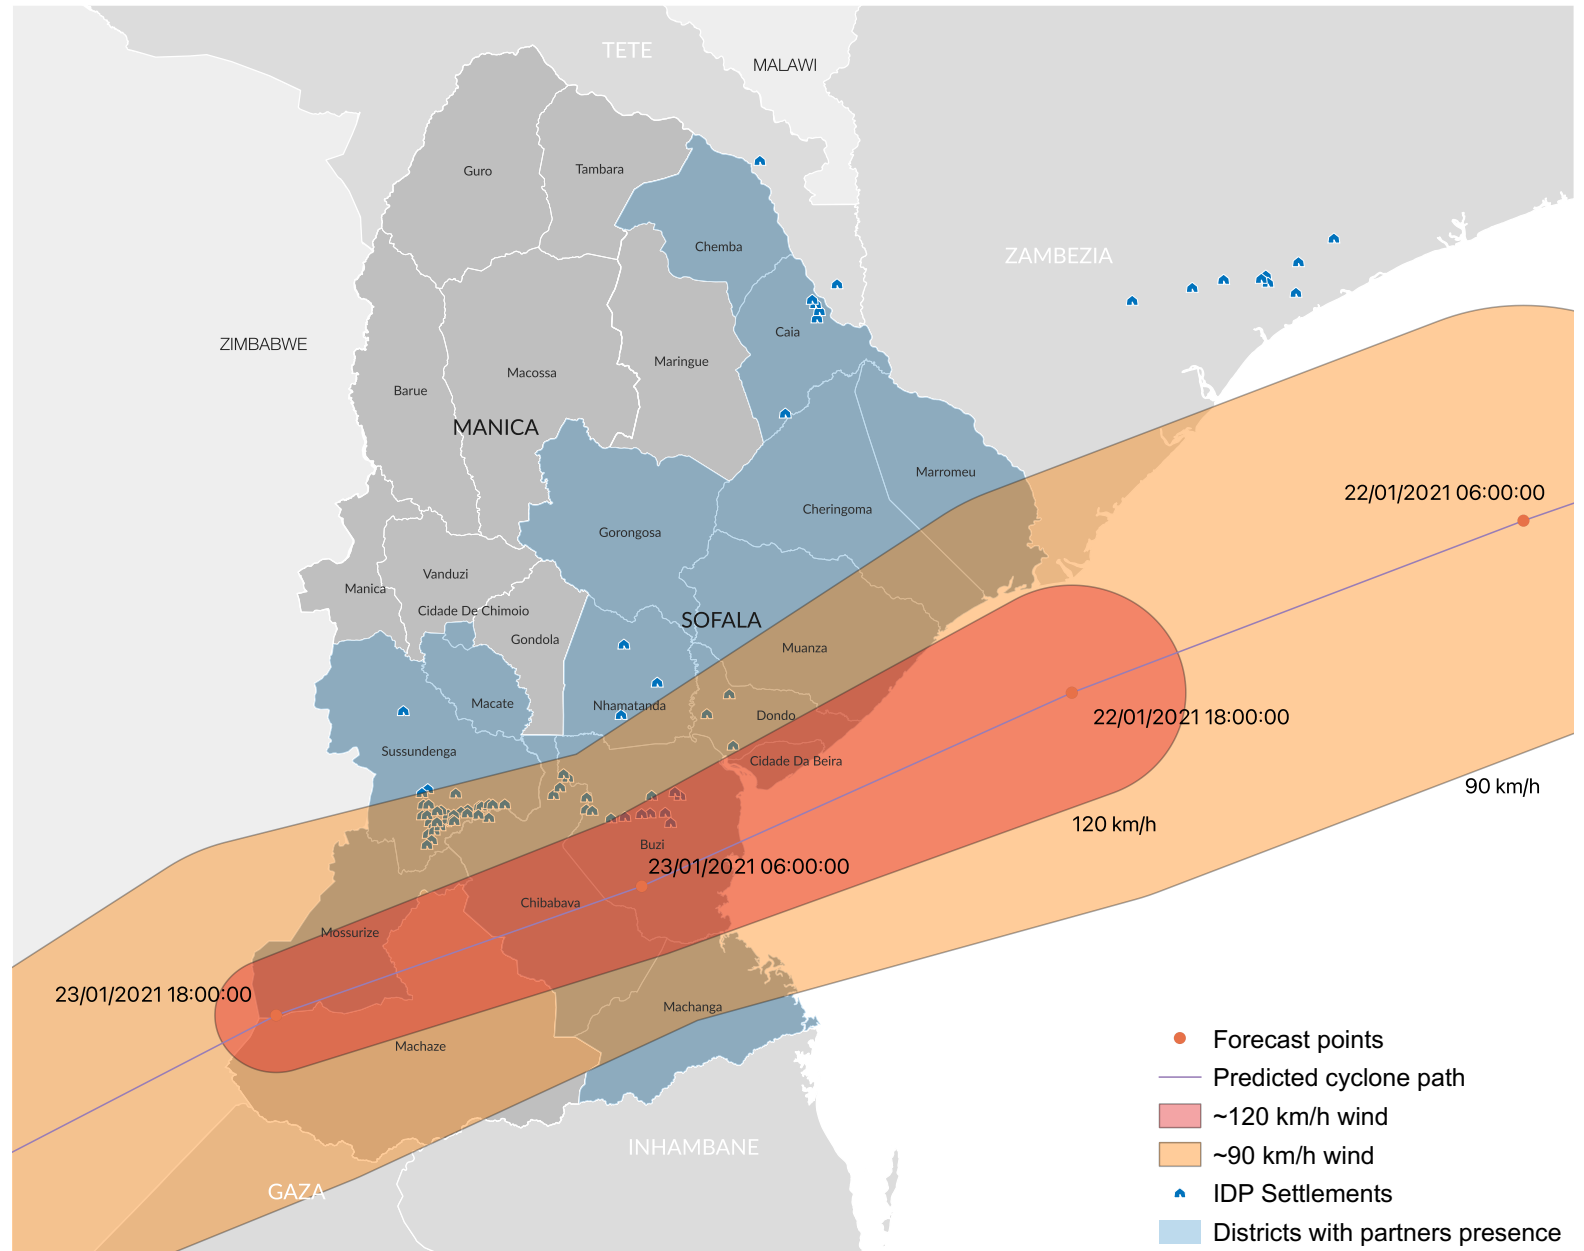 TETE
MALAWI
Guro
Tambara
Chemba
ZAMBEZIA
Caia
ZIMBABWE
Maringue
Macossa
Barue
MANICA
Marromeu
22/01/2021 06:00:00
Cheringoma
Gorongosa
Vanduzi
Manica
Cidade De Chimoio
SOFALA
Gondola
Muanza
Macate
Nhamatanda
Dondo
22/01/2021 18:00:00
Sussundenga
Cidade Da Beira
90 km/h
120 km/h
Buzi
23/01/2021 06:00:00
Chibabava
Mossurize
23/01/2021 18:00:00
Machanga
Machaze
INHAMBANE
GAZA
Forecast points
Predicted cyclone path
~120 km/h wind
~90 km/h wind
IDP Settlements
Districts with partners presence